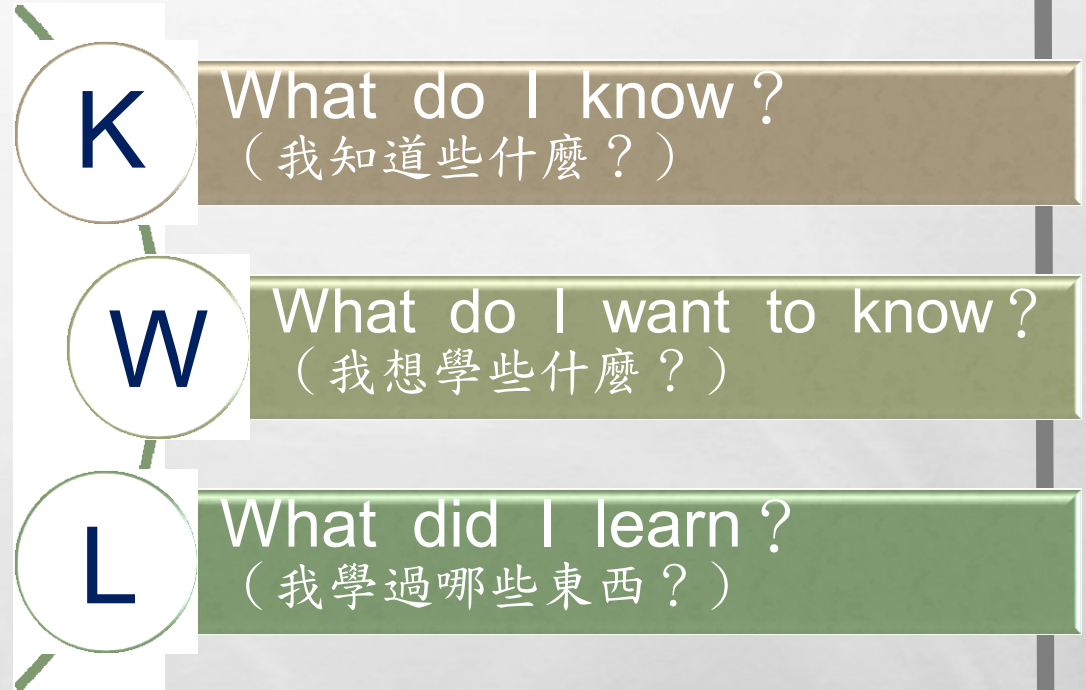 K
What do I know？
（我知道些什麼？）
W
What do I want to know？
（我想學些什麼？）
L
What did I learn？
（我學過哪些東西？）